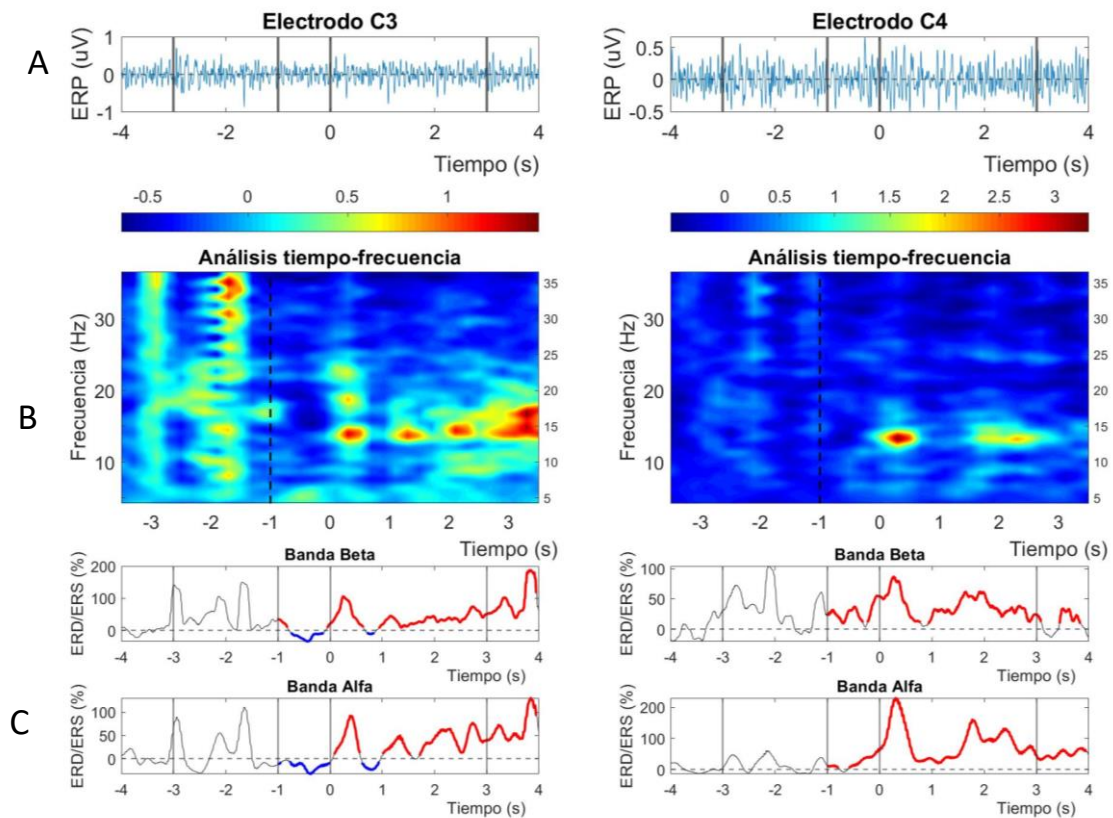 Electrodo C3
Electrodo C4
A
ERP (uV)
1
0
-1
-4 -2 0 2 4
Tiempo (s)
ERP (uV)
0.5
0
-0.5
-4 -2 0 2 4
Tiempo (s)
-0.5 0 0.5 1
0 0.5 1 1.5 2 2.5 3
B
Análisis tiempo-frecuencia
Frecuencia (Hz)
30
20
10
35
30
25
20
15
10
5
-3 -2 -1 0 1 2 3
Tiempo (s)
Análisis tiempo-frecuencia
Frecuencia (Hz)
30
20
10
35
30
25
20
15
10
5
-3 -2 -1 0 1 2 3
Tiempo (s)
C
Banda Beta
ERD/ERS (%)
200
100
0
-4 -3 -2 -1 0 1 2 3 4
Tiempo (s)
Banda Beta
ERD/ERS (%)
100
50
0
-4 -3 -2 -1 0 1 2 3 4
Tiempo (s)
Banda Alfa
ERD/ERS (%)
100
50
0
-4 -3 -2 -1 0 1 2 3 4
Tiempo (s)
Banda Alfa
ERD/ERS (%)
200
100
0
-4 -3 -2 -1 0 1 2 3 4
Tiempo (s)